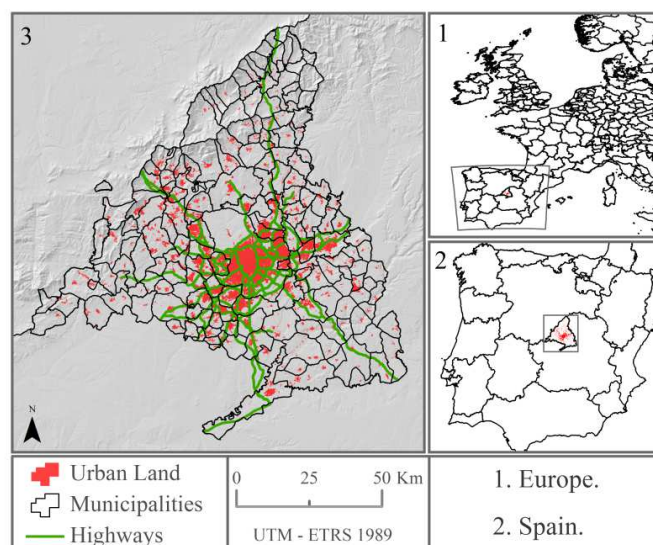 3
1
2
N
Urban Land
Municipalities
Highways
0 25 50 Km
UTM - ETRS 1989
1. Europe.
2. Spain.